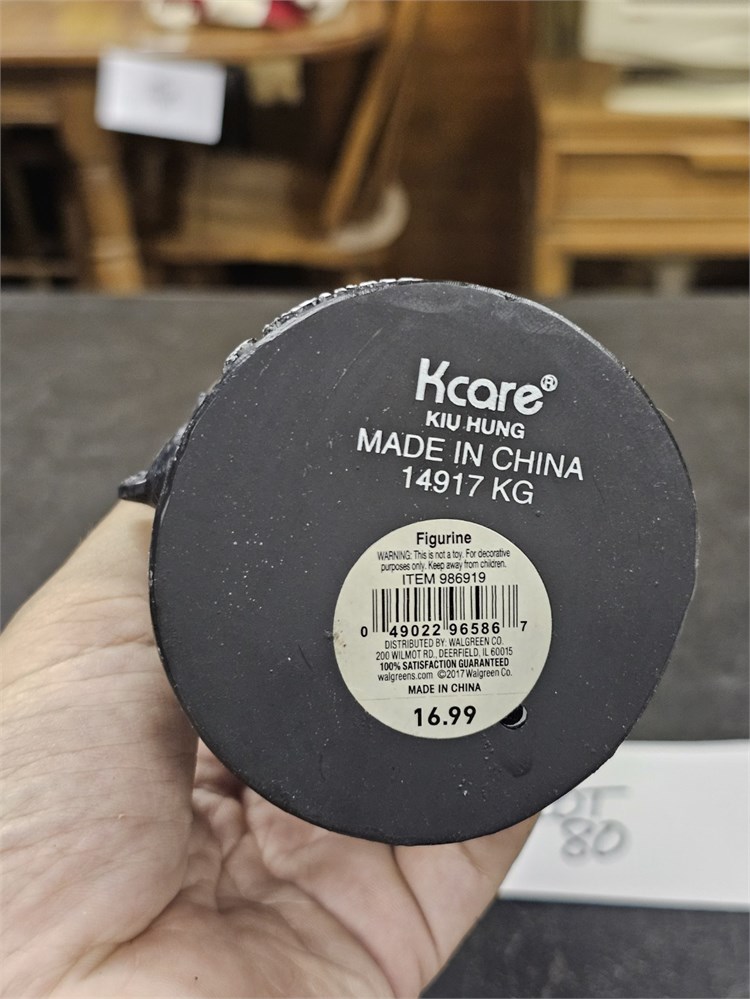 Kcare®
KIU HUNG
MADE IN CHINA
14917 KG
Figurine
WARNING: This is not a toy. For decorative
purposes only. Keep away from children.
ITEM 986919
0 49022 96586 7
DISTRIBUTED BY: WALGREEN CO.
200 WILMOT RD., DEERFIELD, IL 60015
100% SATISFACTION GUARANTEED
walgreens.com ©2017 Walgreen Co.
MADE IN CHINA
16.99
80